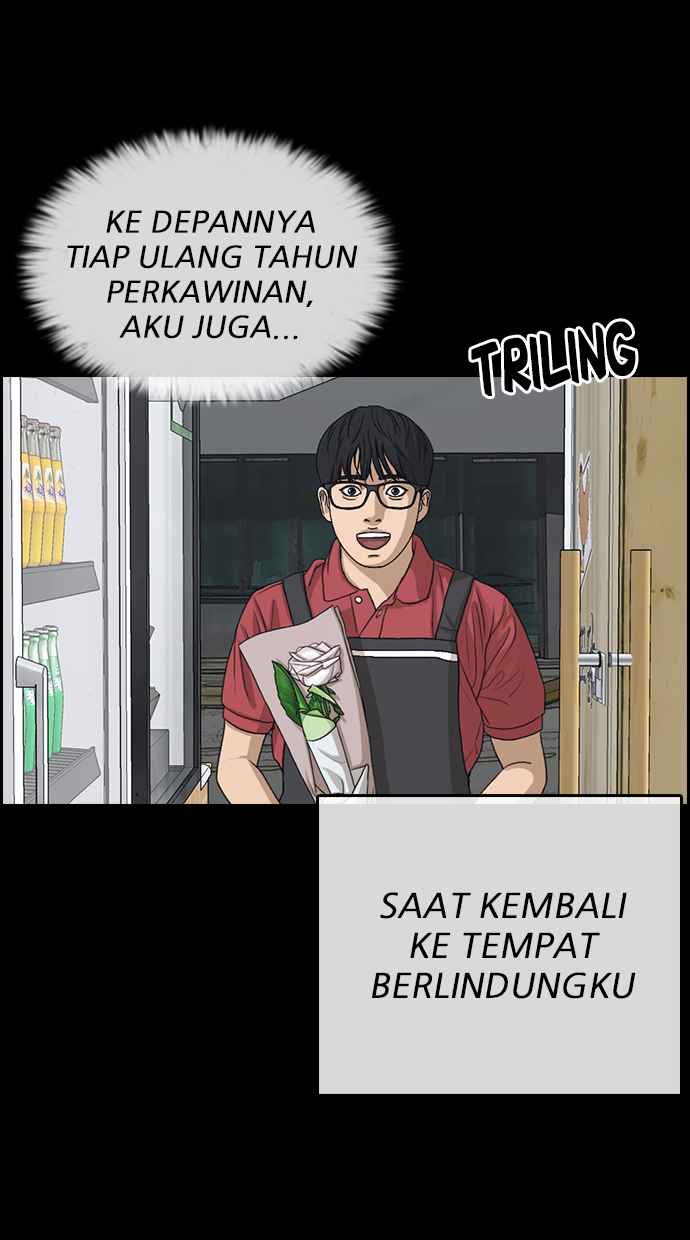 KE DEPANNYA
TIAP ULANG TAHUN
PERKAWINAN,
AKU JUGA...
TRILING
SAAT KEMBALI
KE TEMPAT
BERLINDUNGKU